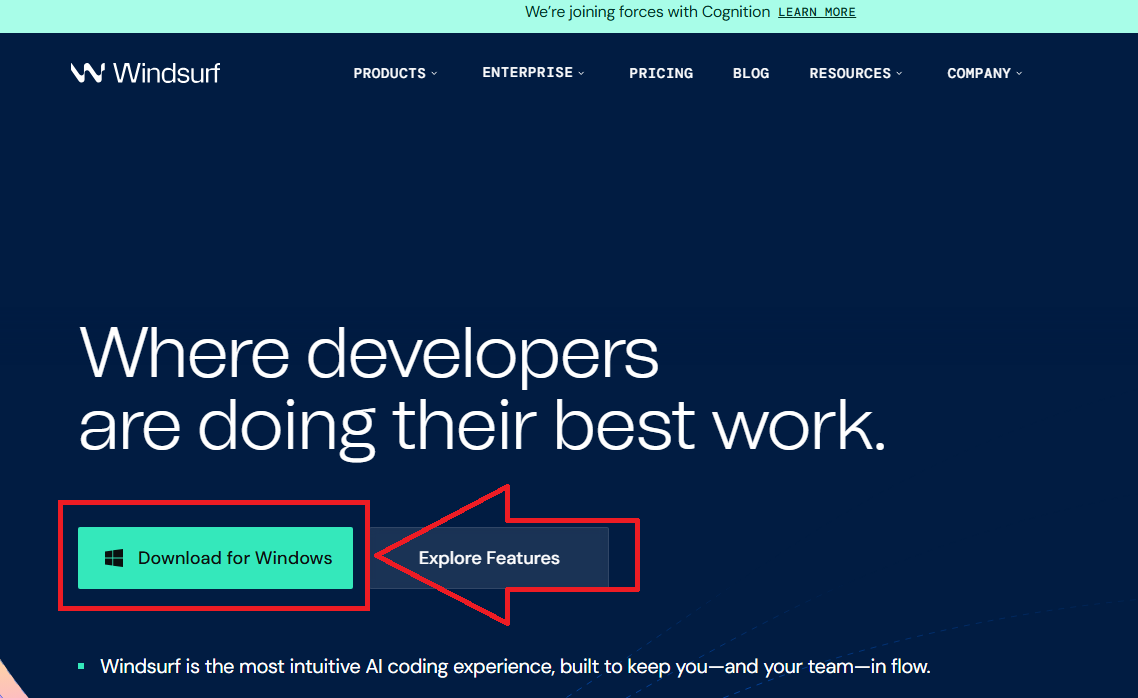 We’re joining forces with Cognition LEARN MORE
Windsurf PRODUCTS ENTERPRISE PRICING BLOG RESOURCES COMPANY
Where developers
are doing their best work.
Download for Windows Explore Features
Windsurf is the most intuitive AI coding experience, built to keep you—and your team—in flow.